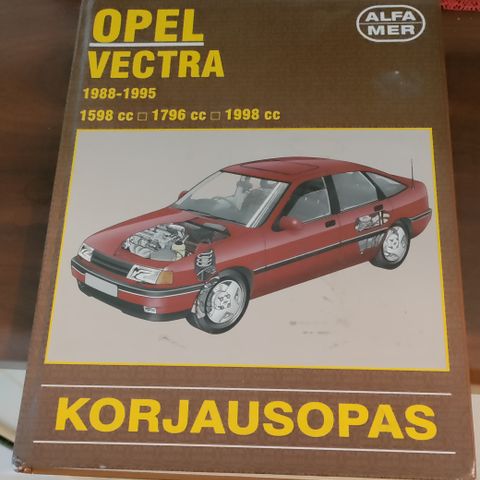 OPEL
VECTRA
1988-1995
1598 cc □ 1796 cc □ 1998 cc
ALFA
MER
KORJAUSOPAS